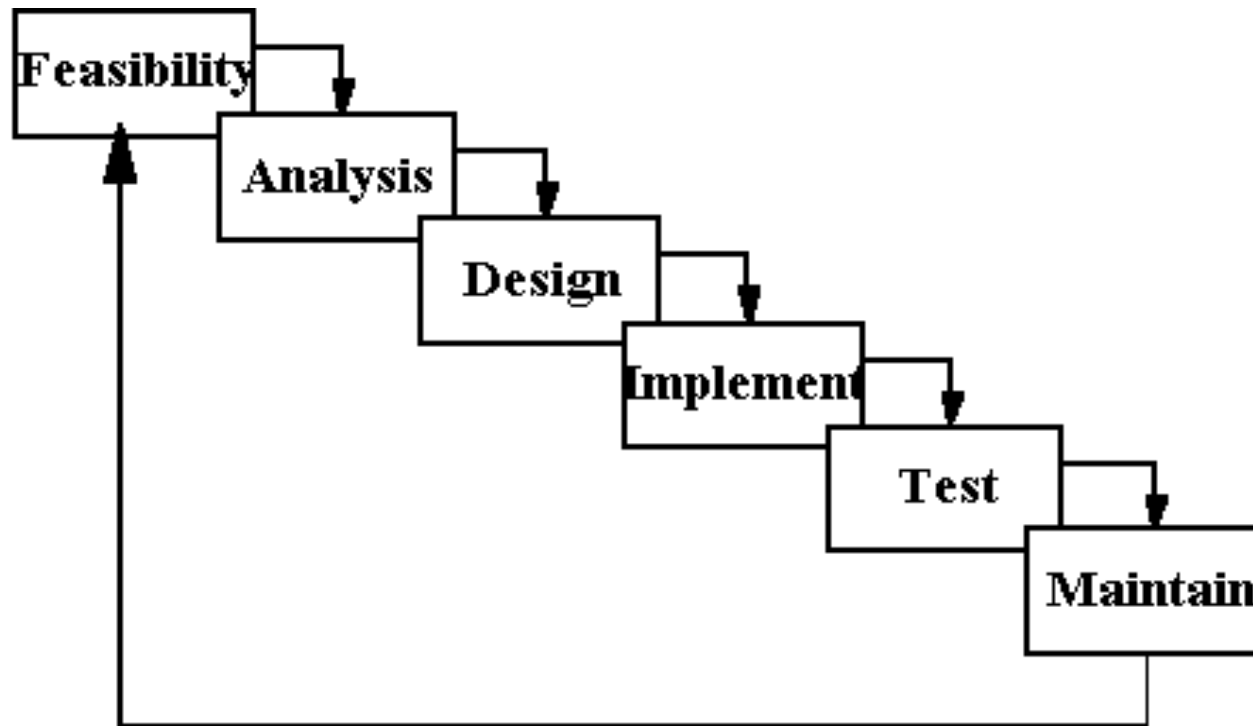 Feasibility
Analysis
Design
Implement
Test
Maintain